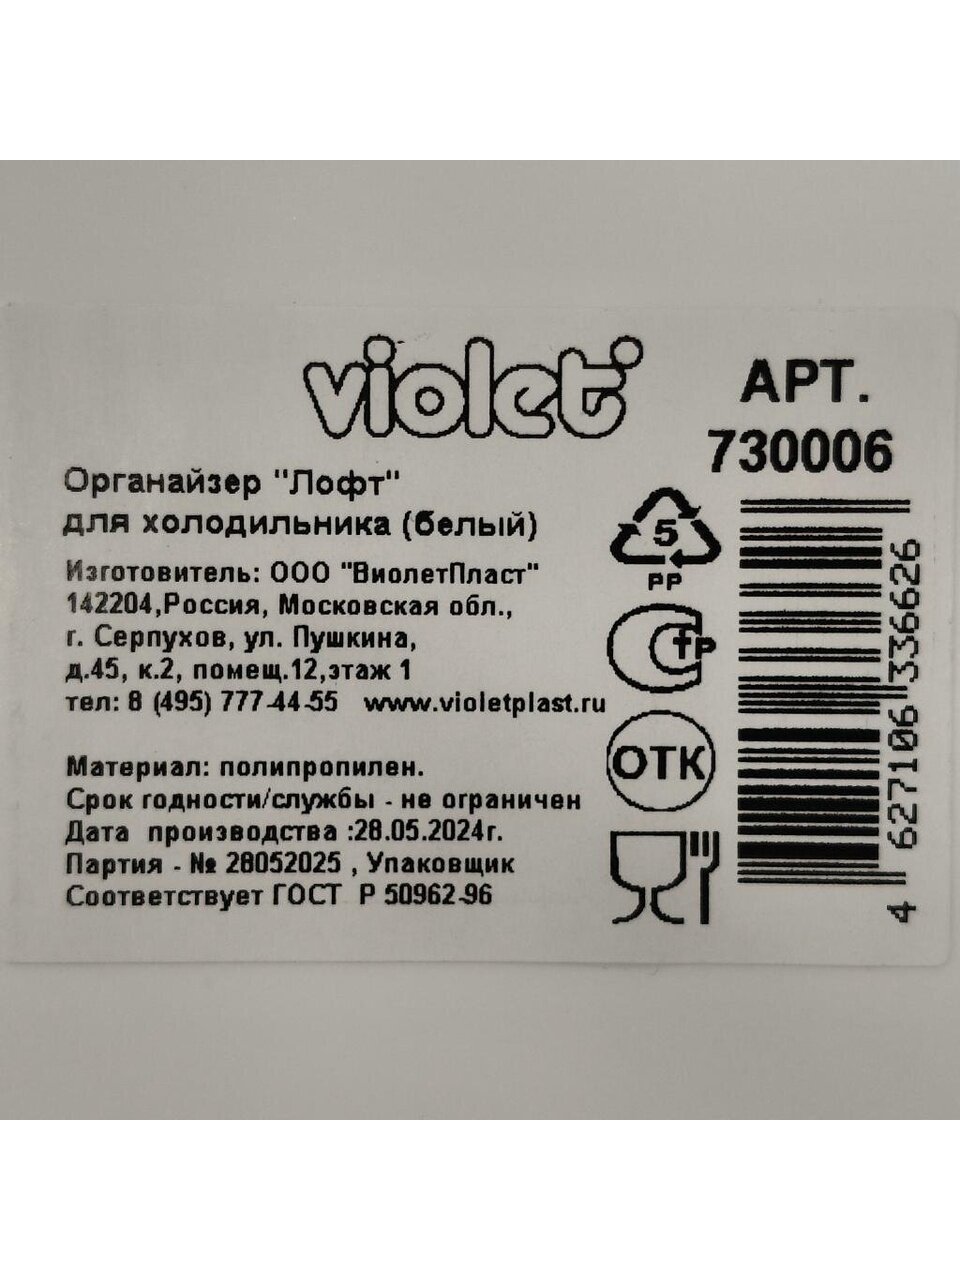 violet
АРТ.
730006
Органайзер "Лофт"
для холодильника (белый)
Изготовитель: ООО "ВиолетПласт"
142204,Россия, Московская обл.,
г. Серпухов, ул. Пушкина,
д.45, к.2, помещ.12,этаж 1
тел: 8 (495) 777-44-55 www.violetplast.ru
Материал: полипропилен.
Срок годности/службы - не ограничен
Дата производства :28.05.2024г.
Партия - № 28052025 , Упаковщик
Соответствует ГОСТ Р 50962-96
5
PP
СТР
ОТК
4 627106 336626